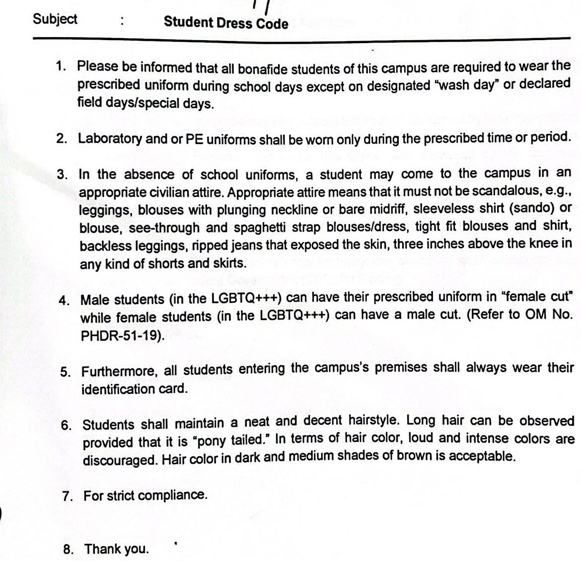 Subject : Student Dress Code
1. Please be informed that all bonafide students of this campus are required to wear the
prescribed uniform during school days except on designated "wash day" or declared
field days/special days.
2. Laboratory and or PE uniforms shall be worn only during the prescribed time or period.
3. In the absence of school uniforms, a student may come to the campus in an
appropriate civilian attire. Appropriate attire means that it must not be scandalous, e.g.,
leggings, blouses with plunging neckline or bare midriff, sleeveless shirt (sando) or
blouse, see-through and spaghetti strap blouses/dress, tight fit blouses and shirt,
backless leggings, ripped jeans that exposed the skin, three inches above the knee in
any kind of shorts and skirts.
4. Male students (in the LGBTQ+++) can have their prescribed uniform in "female cut"
while female students (in the LGBTQ+++) can have a male cut. (Refer to OM No.
PHDR-51-19).
5. Furthermore, all students entering the campus's premises shall always wear their
identification card.
6. Students shall maintain a neat and decent hairstyle. Long hair can be observed
provided that it is "pony tailed." In terms of hair color, loud and intense colors are
discouraged. Hair color in dark and medium shades of brown is acceptable.
7. For strict compliance.
8. Thank you.